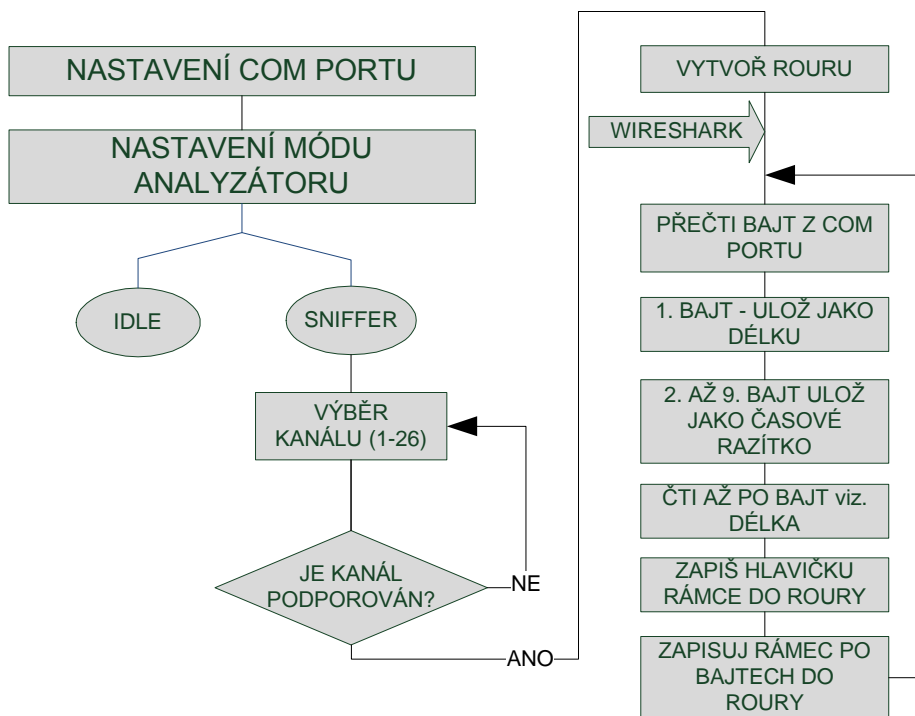 NASTAVENÍ COM PORTU
NASTAVENÍ MÓDU
ANALYZÁTORU
IDLE
SNIFFER
VÝBĚR
KANÁLU (1-26)
JE KANÁL
PODPOROVÁN?
NE
ANO
VYTVOŘ ROURU
WIRESHARK
PŘEČTI BAJT Z COM
PORTU
1. BAJT - ULOŽ JAKO
DÉLKU
2. AŽ 9. BAJT ULOŽ
JAKO ČASOVÉ
RAZÍTKO
ČTI AŽ PO BAJT viz.
DÉLKA
ZAPIŠ HLAVIČKU
RÁMCE DO ROURY
ZAPISUJ RÁMEC PO
BAJTECH DO
ROURY